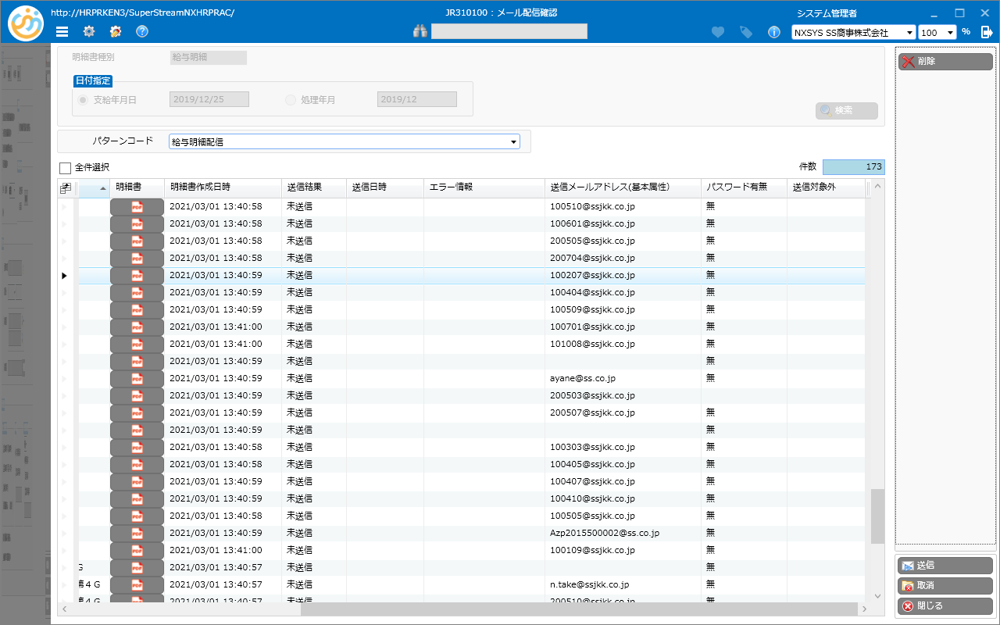 http://HRPRKEN3/SuperStreamNXHRPRAC/ JR310100：メール配信確認 システム管理者
NXSYS SS商事株式会社 100 %
明細書種別 給与明細
日付指定
支給年月日 2019/12/25 処理年月 2019/12
検索
パターンコード 給与明細配信
全件選択 件数 173
明細書 明細書作成日時 送信結果 送信日時 エラー情報 送信メールアドレス(基本属性) パスワード有無 送信対象外
PDF 2021/03/01 13:40:58 未送信 100510@ssjkk.co.jp 無
PDF 2021/03/01 13:40:58 未送信 100601@ssjkk.co.jp 無
PDF 2021/03/01 13:40:58 未送信 200505@ssjkk.co.jp 無
PDF 2021/03/01 13:40:58 未送信 200704@ssjkk.co.jp 無
PDF 2021/03/01 13:40:59 未送信 100207@ssjkk.co.jp 無
PDF 2021/03/01 13:40:59 未送信 100404@ssjkk.co.jp 無
PDF 2021/03/01 13:40:59 未送信 100509@ssjkk.co.jp 無
PDF 2021/03/01 13:41:00 未送信 100701@ssjkk.co.jp 無
PDF 2021/03/01 13:41:00 未送信 101008@ssjkk.co.jp 無
PDF 2021/03/01 13:40:59 未送信 無
PDF 2021/03/01 13:40:59 未送信 ayane@ss.co.jp 無
PDF 2021/03/01 13:40:59 未送信 200503@ssjkk.co.jp
PDF 2021/03/01 13:40:59 未送信 200507@ssjkk.co.jp 無
PDF 2021/03/01 13:40:59 未送信 無
PDF 2021/03/01 13:40:58 未送信 100303@ssjkk.co.jp 無
PDF 2021/03/01 13:40:58 未送信 100405@ssjkk.co.jp 無
PDF 2021/03/01 13:40:59 未送信 100407@ssjkk.co.jp 無
PDF 2021/03/01 13:40:59 未送信 100410@ssjkk.co.jp 無
PDF 2021/03/01 13:40:58 未送信 100505@ssjkk.co.jp 無
PDF 2021/03/01 13:40:59 未送信 Azp2015500002@ss.co.jp 無
PDF 2021/03/01 13:41:00 未送信 100109@ssjkk.co.jp 無
G PDF 2021/03/01 13:40:57 未送信 無
第４Ｇ PDF 2021/03/01 13:40:57 未送信 n.take@ssjkk.co.jp 無
第４Ｇ PDF 2021/03/01 13:40:57 未送信 200510@ssjkk.co.jp 無
削除
送信
取消
閉じる